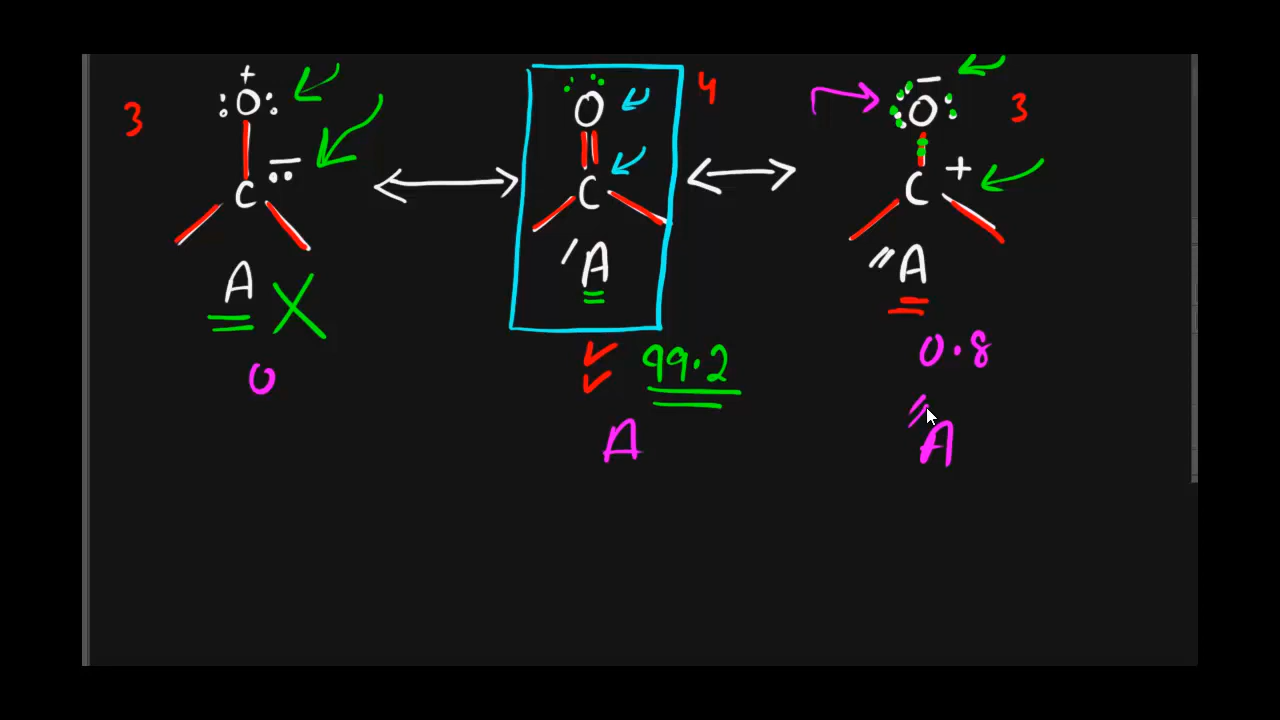 + 4 −
3 :O: O O 3
C − C C +
A 'A "A
0 99.2 0.8
A "A